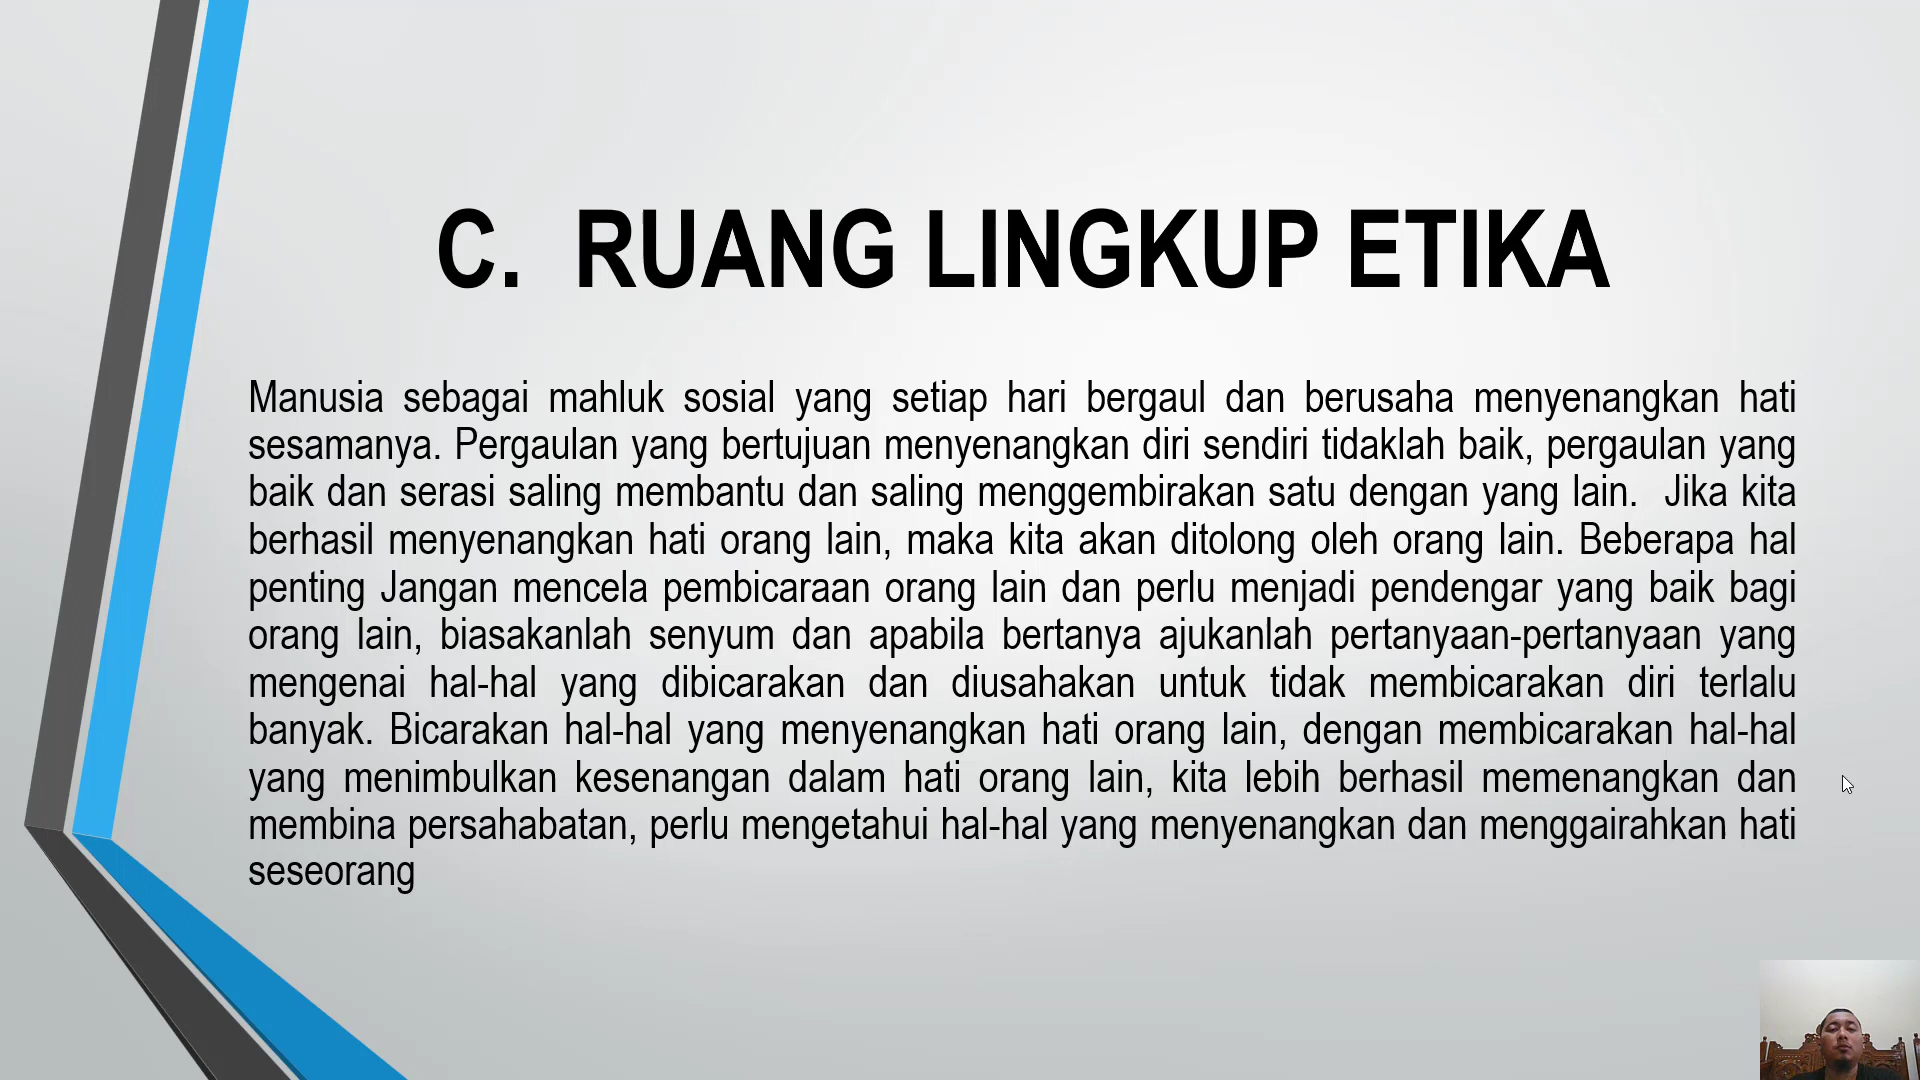 C. RUANG LINGKUP ETIKA
Manusia sebagai mahluk sosial yang setiap hari bergaul dan berusaha menyenangkan hati
sesamanya. Pergaulan yang bertujuan menyenangkan diri sendiri tidaklah baik, pergaulan yang
baik dan serasi saling membantu dan saling menggembirakan satu dengan yang lain. Jika kita
berhasil menyenangkan hati orang lain, maka kita akan ditolong oleh orang lain. Beberapa hal
penting Jangan mencela pembicaraan orang lain dan perlu menjadi pendengar yang baik bagi
orang lain, biasakanlah senyum dan apabila bertanya ajukanlah pertanyaan-pertanyaan yang
mengenai hal-hal yang dibicarakan dan diusahakan untuk tidak membicarakan diri terlalu
banyak. Bicarakan hal-hal yang menyenangkan hati orang lain, dengan membicarakan hal-hal
yang menimbulkan kesenangan dalam hati orang lain, kita lebih berhasil memenangkan dan
membina persahabatan, perlu mengetahui hal-hal yang menyenangkan dan menggairahkan hati
seseorang